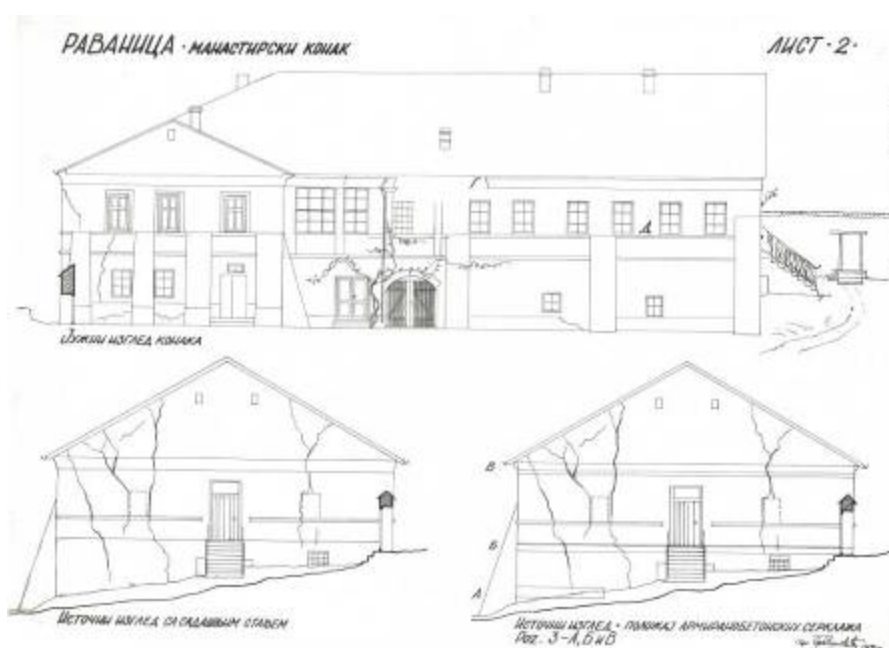 РАВАНИЦА · МАНАСТИРСКИ КОНАК
ЛИСТ · 2 ·
А
ЈУЖНИ ИЗГЛЕД КОНАКА
В
Б
А
ИСТОЧНИ ИЗГЛЕД СА САДАШЊИМ СТАЊЕМ
ИСТОЧНИ ИЗГЛЕД · ПОЛОЖАЈ АРМИРАНОБЕТОНСКИХ СЕРКЛАЖА
Поз. 3-А, Б и В